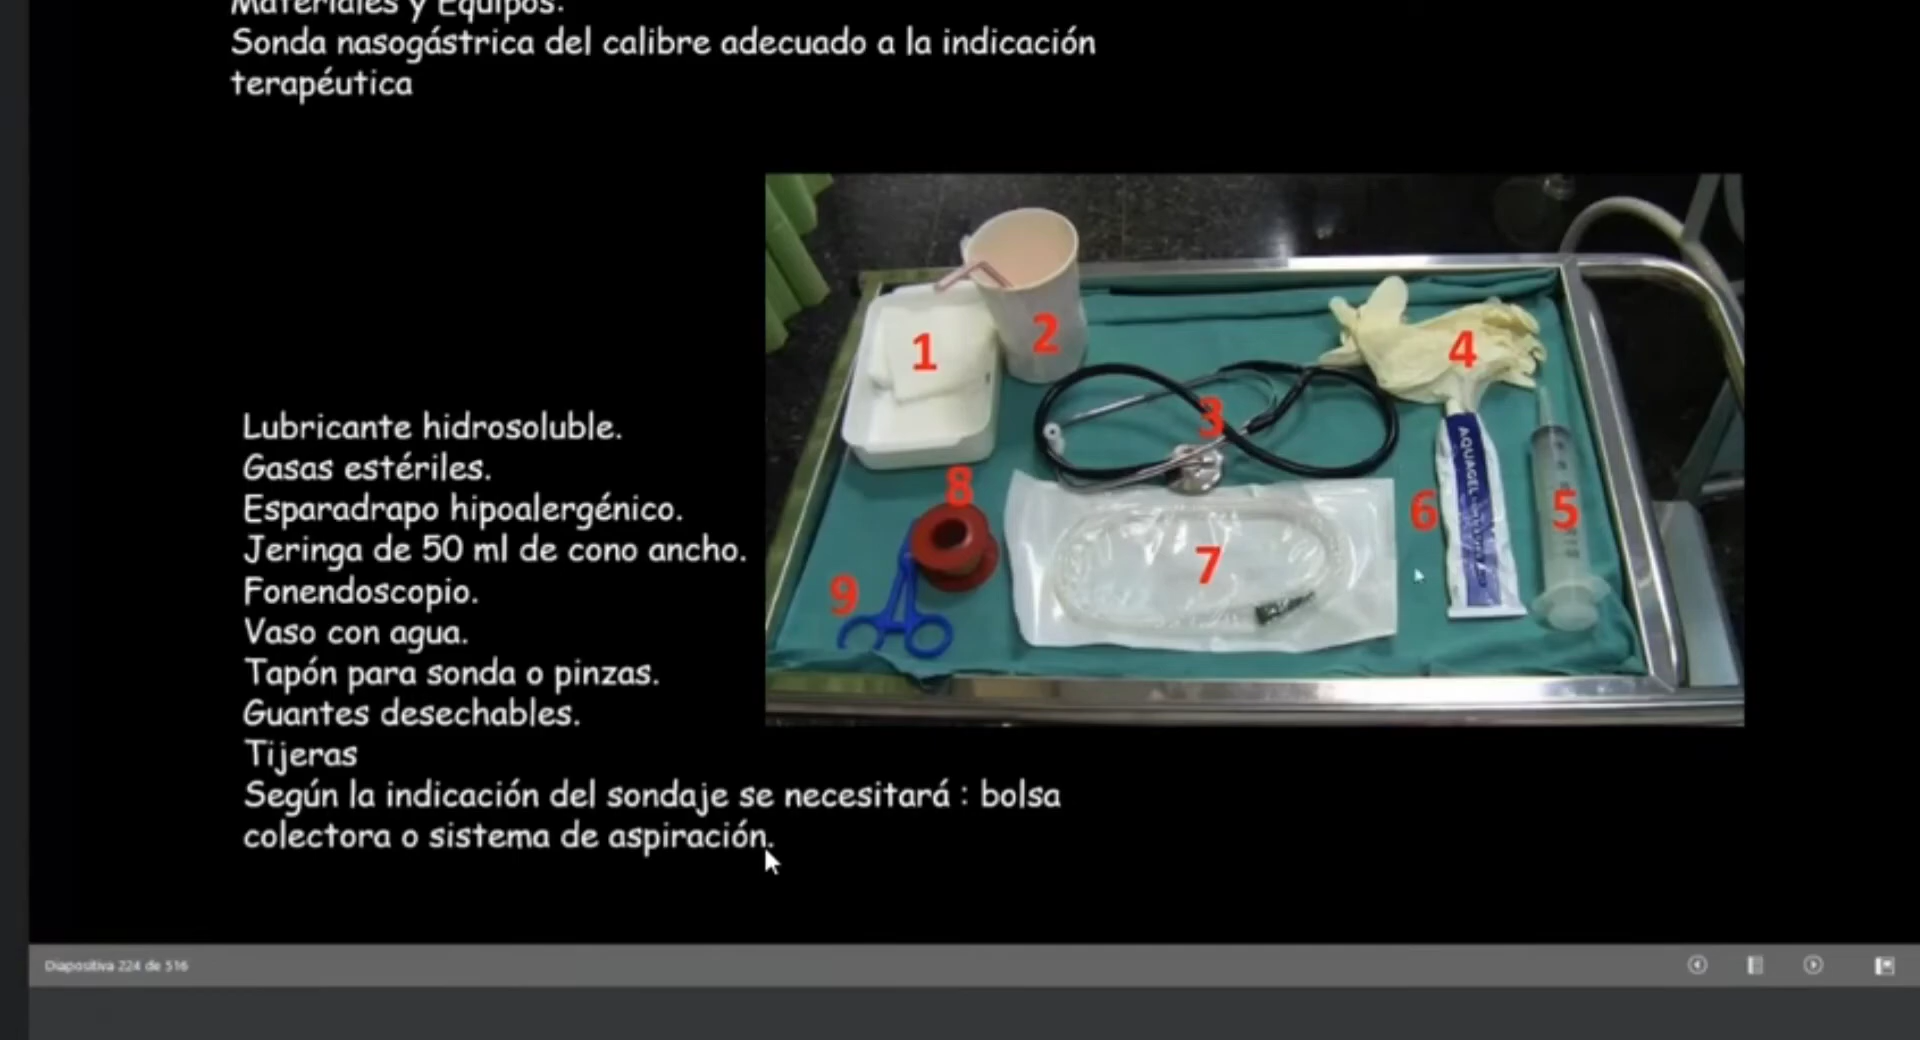 Materiales y Equipos:
Sonda nasogástrica del calibre adecuado a la indicación
terapéutica
1
2
3
4
5
6
7
8
9
AQUAGEL
Lubricante hidrosoluble.
Gasas estériles.
Esparadrapo hipoalergénico.
Jeringa de 50 ml de cono ancho.
Fonendoscopio.
Vaso con agua.
Tapón para sonda o pinzas.
Guantes desechables.
Tijeras
Según la indicación del sondaje se necesitará : bolsa
colectora o sistema de aspiración.
Diapositiva 224 de 516